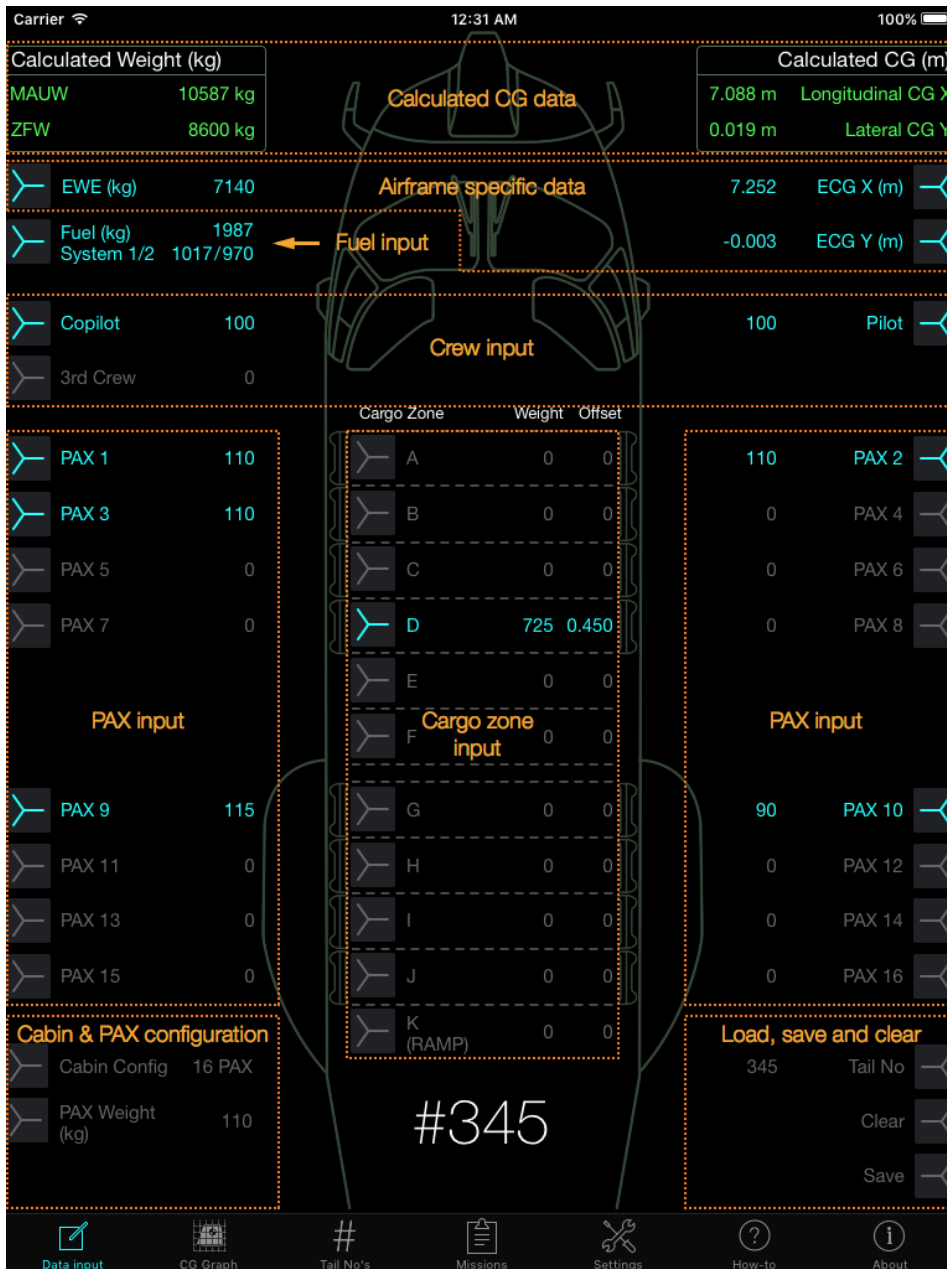 Carrier 12:31 AM 100%
Calculated Weight (kg) Calculated CG (m)
MAUW 10587 kg Calculated CG data 7.088 m Longitudinal CG X
ZFW 8600 kg 0.019 m Lateral CG Y
EWE (kg) 7140 Airframe specific data 7.252 ECG X (m)
Fuel (kg) 1987 Fuel input -0.003 ECG Y (m)
System 1/2 1017/970
Copilot 100 100 Pilot
Crew input
3rd Crew 0
Cargo Zone Weight Offset
PAX 1 110 A 0 0 110 PAX 2
PAX 3 110 B 0 0 0 PAX 4
PAX 5 0 C 0 0 0 PAX 6
PAX 7 0 D 725 0.450 0 PAX 8
E 0 0
PAX input Cargo zone input PAX input
F 0 0
PAX 9 115 G 0 0 90 PAX 10
PAX 11 0 H 0 0 0 PAX 12
PAX 13 0 I 0 0 0 PAX 14
PAX 15 0 J 0 0 0 PAX 16
K (RAMP) 0 0
Cabin & PAX configuration Load, save and clear
Cabin Config 16 PAX 345 Tail No
PAX Weight (kg) 110 #345 Clear
Save
Data input CG Graph Tail No's Missions Settings How-to About